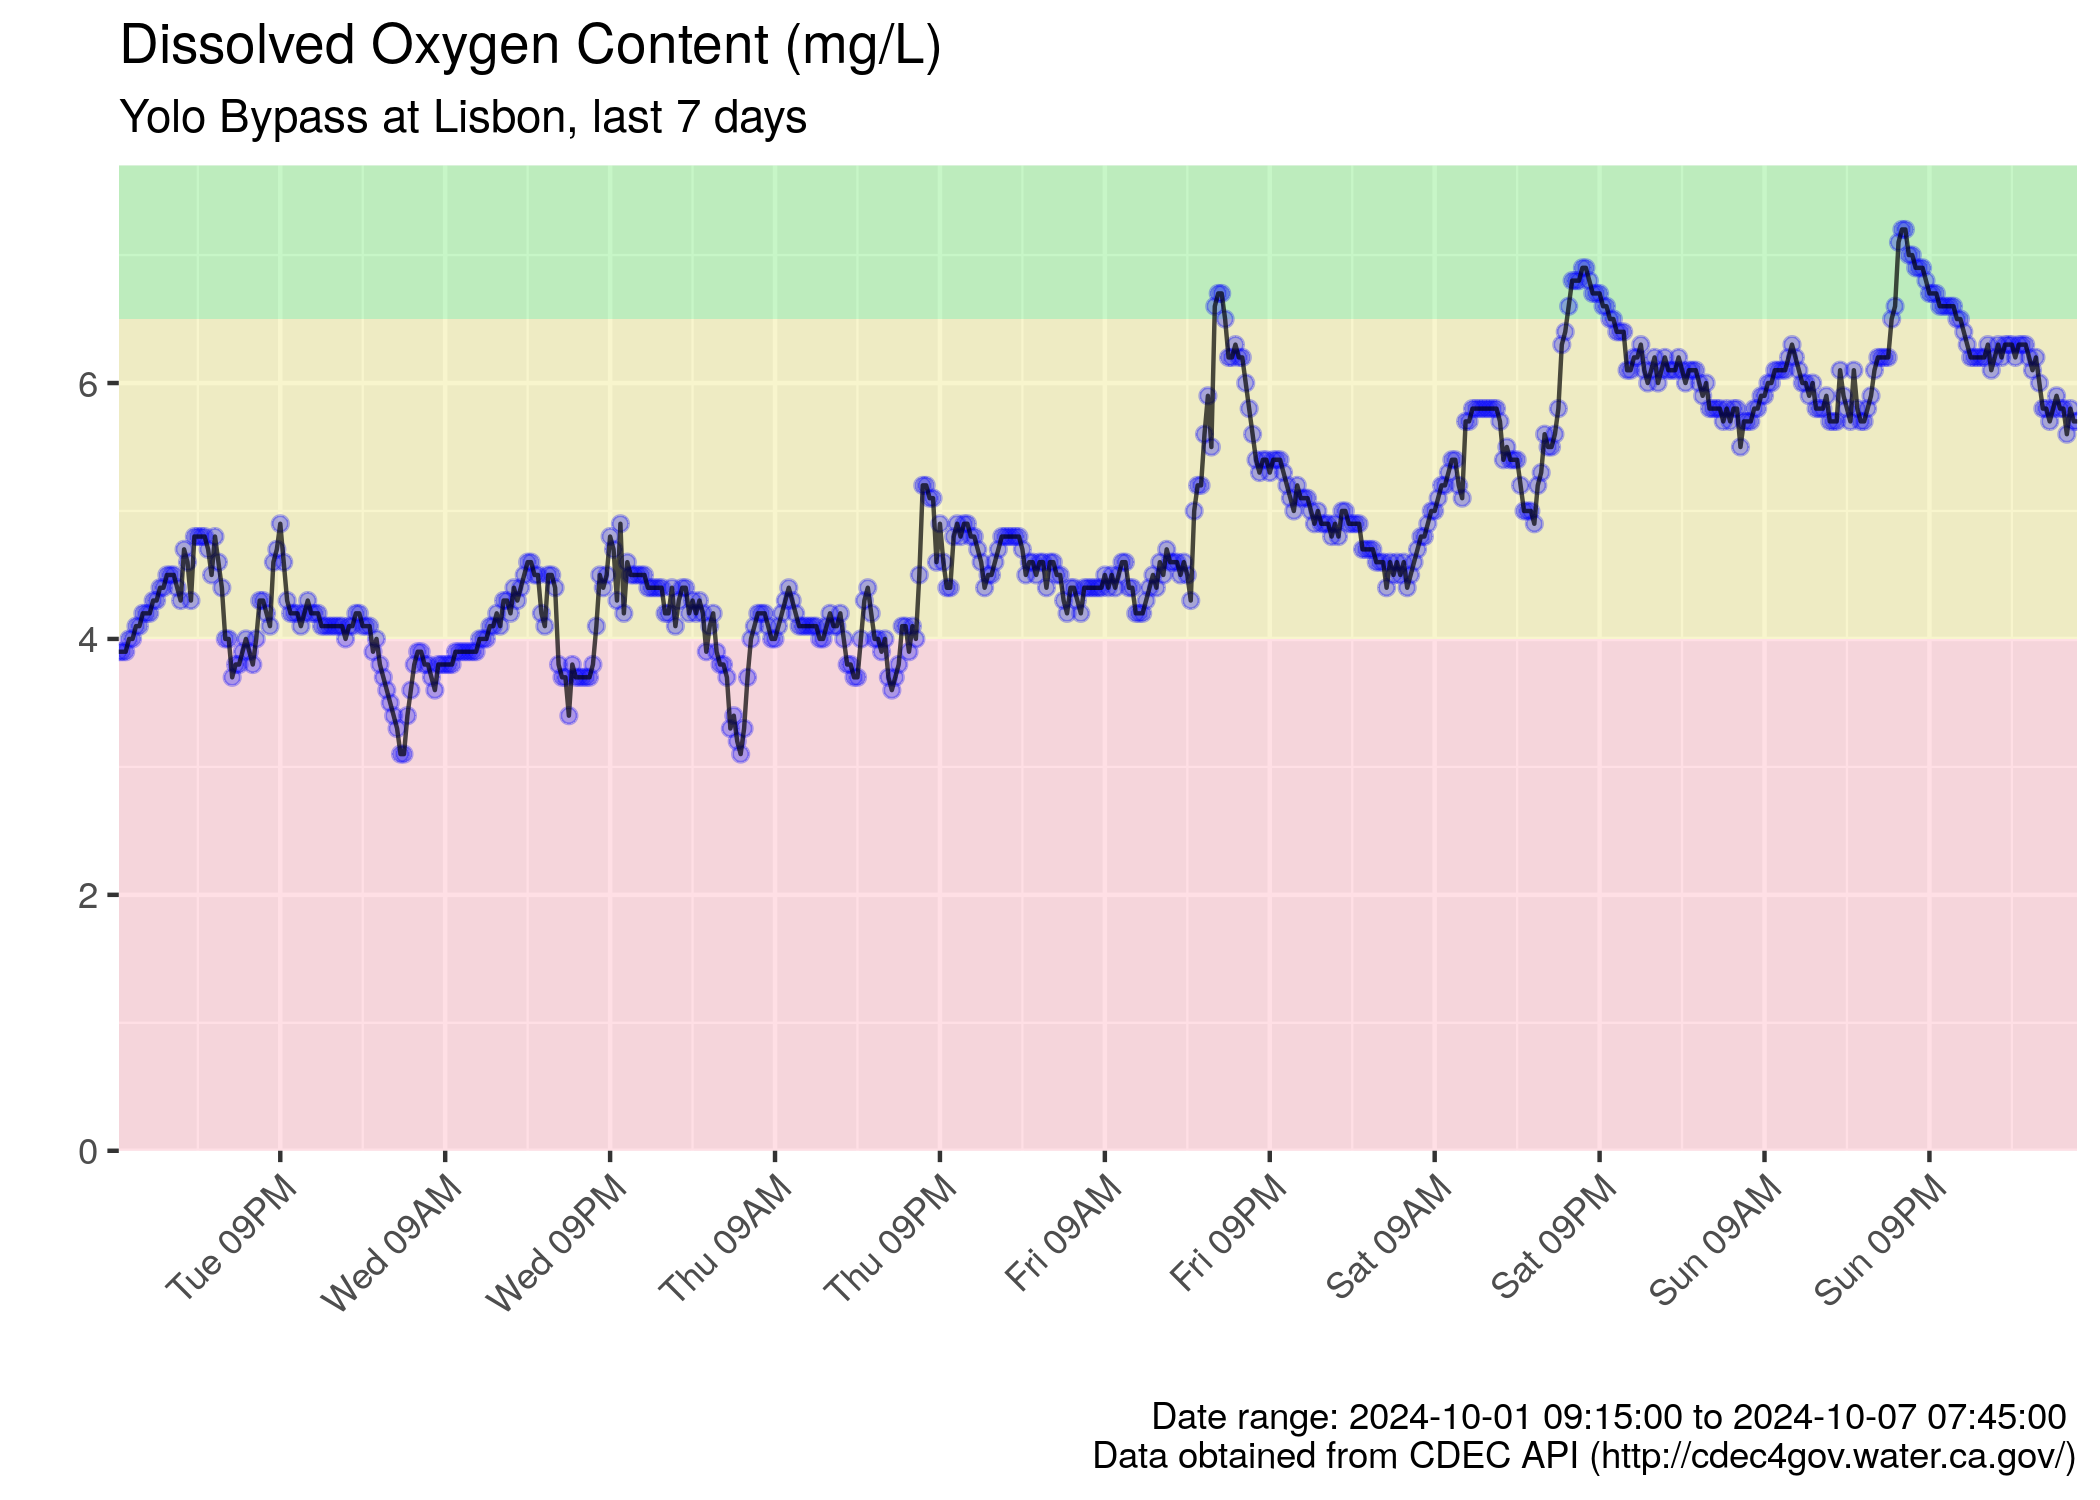 Dissolved Oxygen Content (mg/L)
Yolo Bypass at Lisbon, last 7 days
6
4
2
0
Tue 09PM
Wed 09AM
Wed 09PM
Thu 09AM
Thu 09PM
Fri 09AM
Fri 09PM
Sat 09AM
Sat 09PM
Sun 09AM
Sun 09PM
Date range: 2024-10-01 09:15:00 to 2024-10-07 07:45:00
Data obtained from CDEC API (http://cdec4gov.water.ca.gov/)